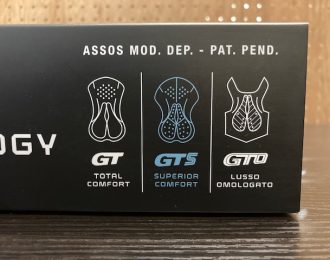 ASSOS MOD. DEP. - PAT. PEND.
OGY
GT
TOTAL
COMFORT
GTS
SUPERIOR
COMFORT
GTO
LUSSO
OMOLOGATO